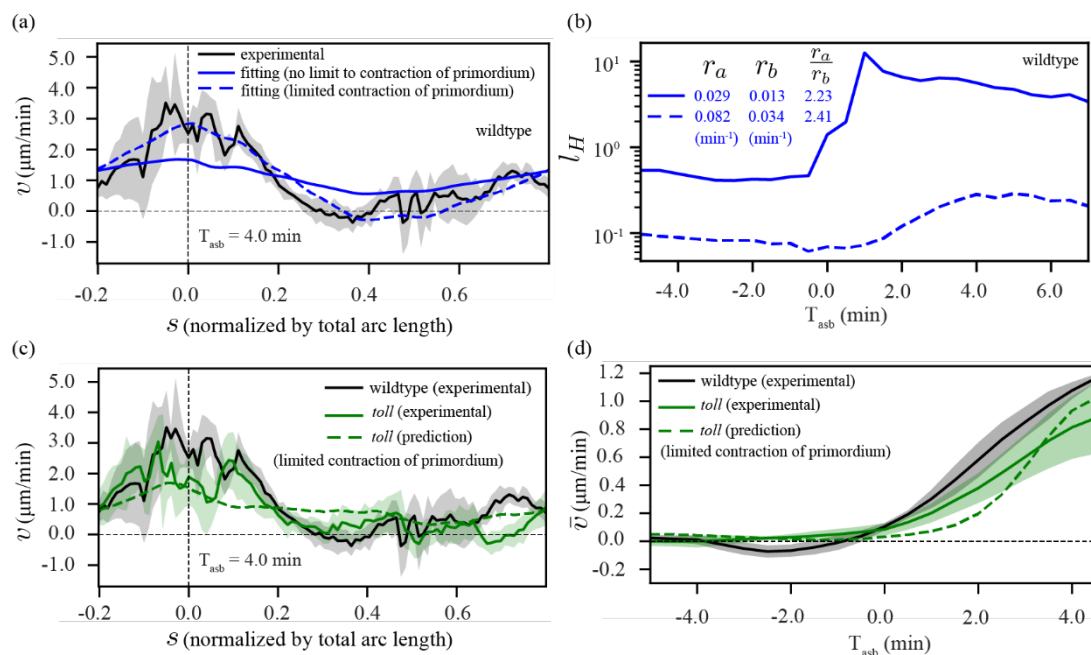 (a)
5.0
4.0
3.0
2.0
1.0
0.0
-1.0
v (μm/min)
experimental
fitting (no limit to contraction of primordium)
fitting (limited contraction of primordium)
wildtype
T_asb = 4.0 min
-0.2 0.0 0.2 0.4 0.6
s (normalized by total arc length)
(b)
10¹
10⁰
10⁻¹
l_H
r_a r_b r_a/r_b
0.029 0.013 2.23
0.082 0.034 2.41
(min⁻¹) (min⁻¹)
wildtype
-4.0 -2.0 0.0 2.0 4.0 6.0
T_asb (min)
(c)
5.0
4.0
3.0
2.0
1.0
0.0
-1.0
v (μm/min)
wildtype (experimental)
toll (experimental)
toll (prediction)
(limited contraction of primordium)
T_asb = 4.0 min
-0.2 0.0 0.2 0.4 0.6
s (normalized by total arc length)
(d)
1.2
1.0
0.8
0.6
0.4
0.2
0.0
-0.2
v̄ (μm/min)
wildtype (experimental)
toll (experimental)
toll (prediction)
(limited contraction of primordium)
-4.0 -2.0 0.0 2.0 4.0
T_asb (min)